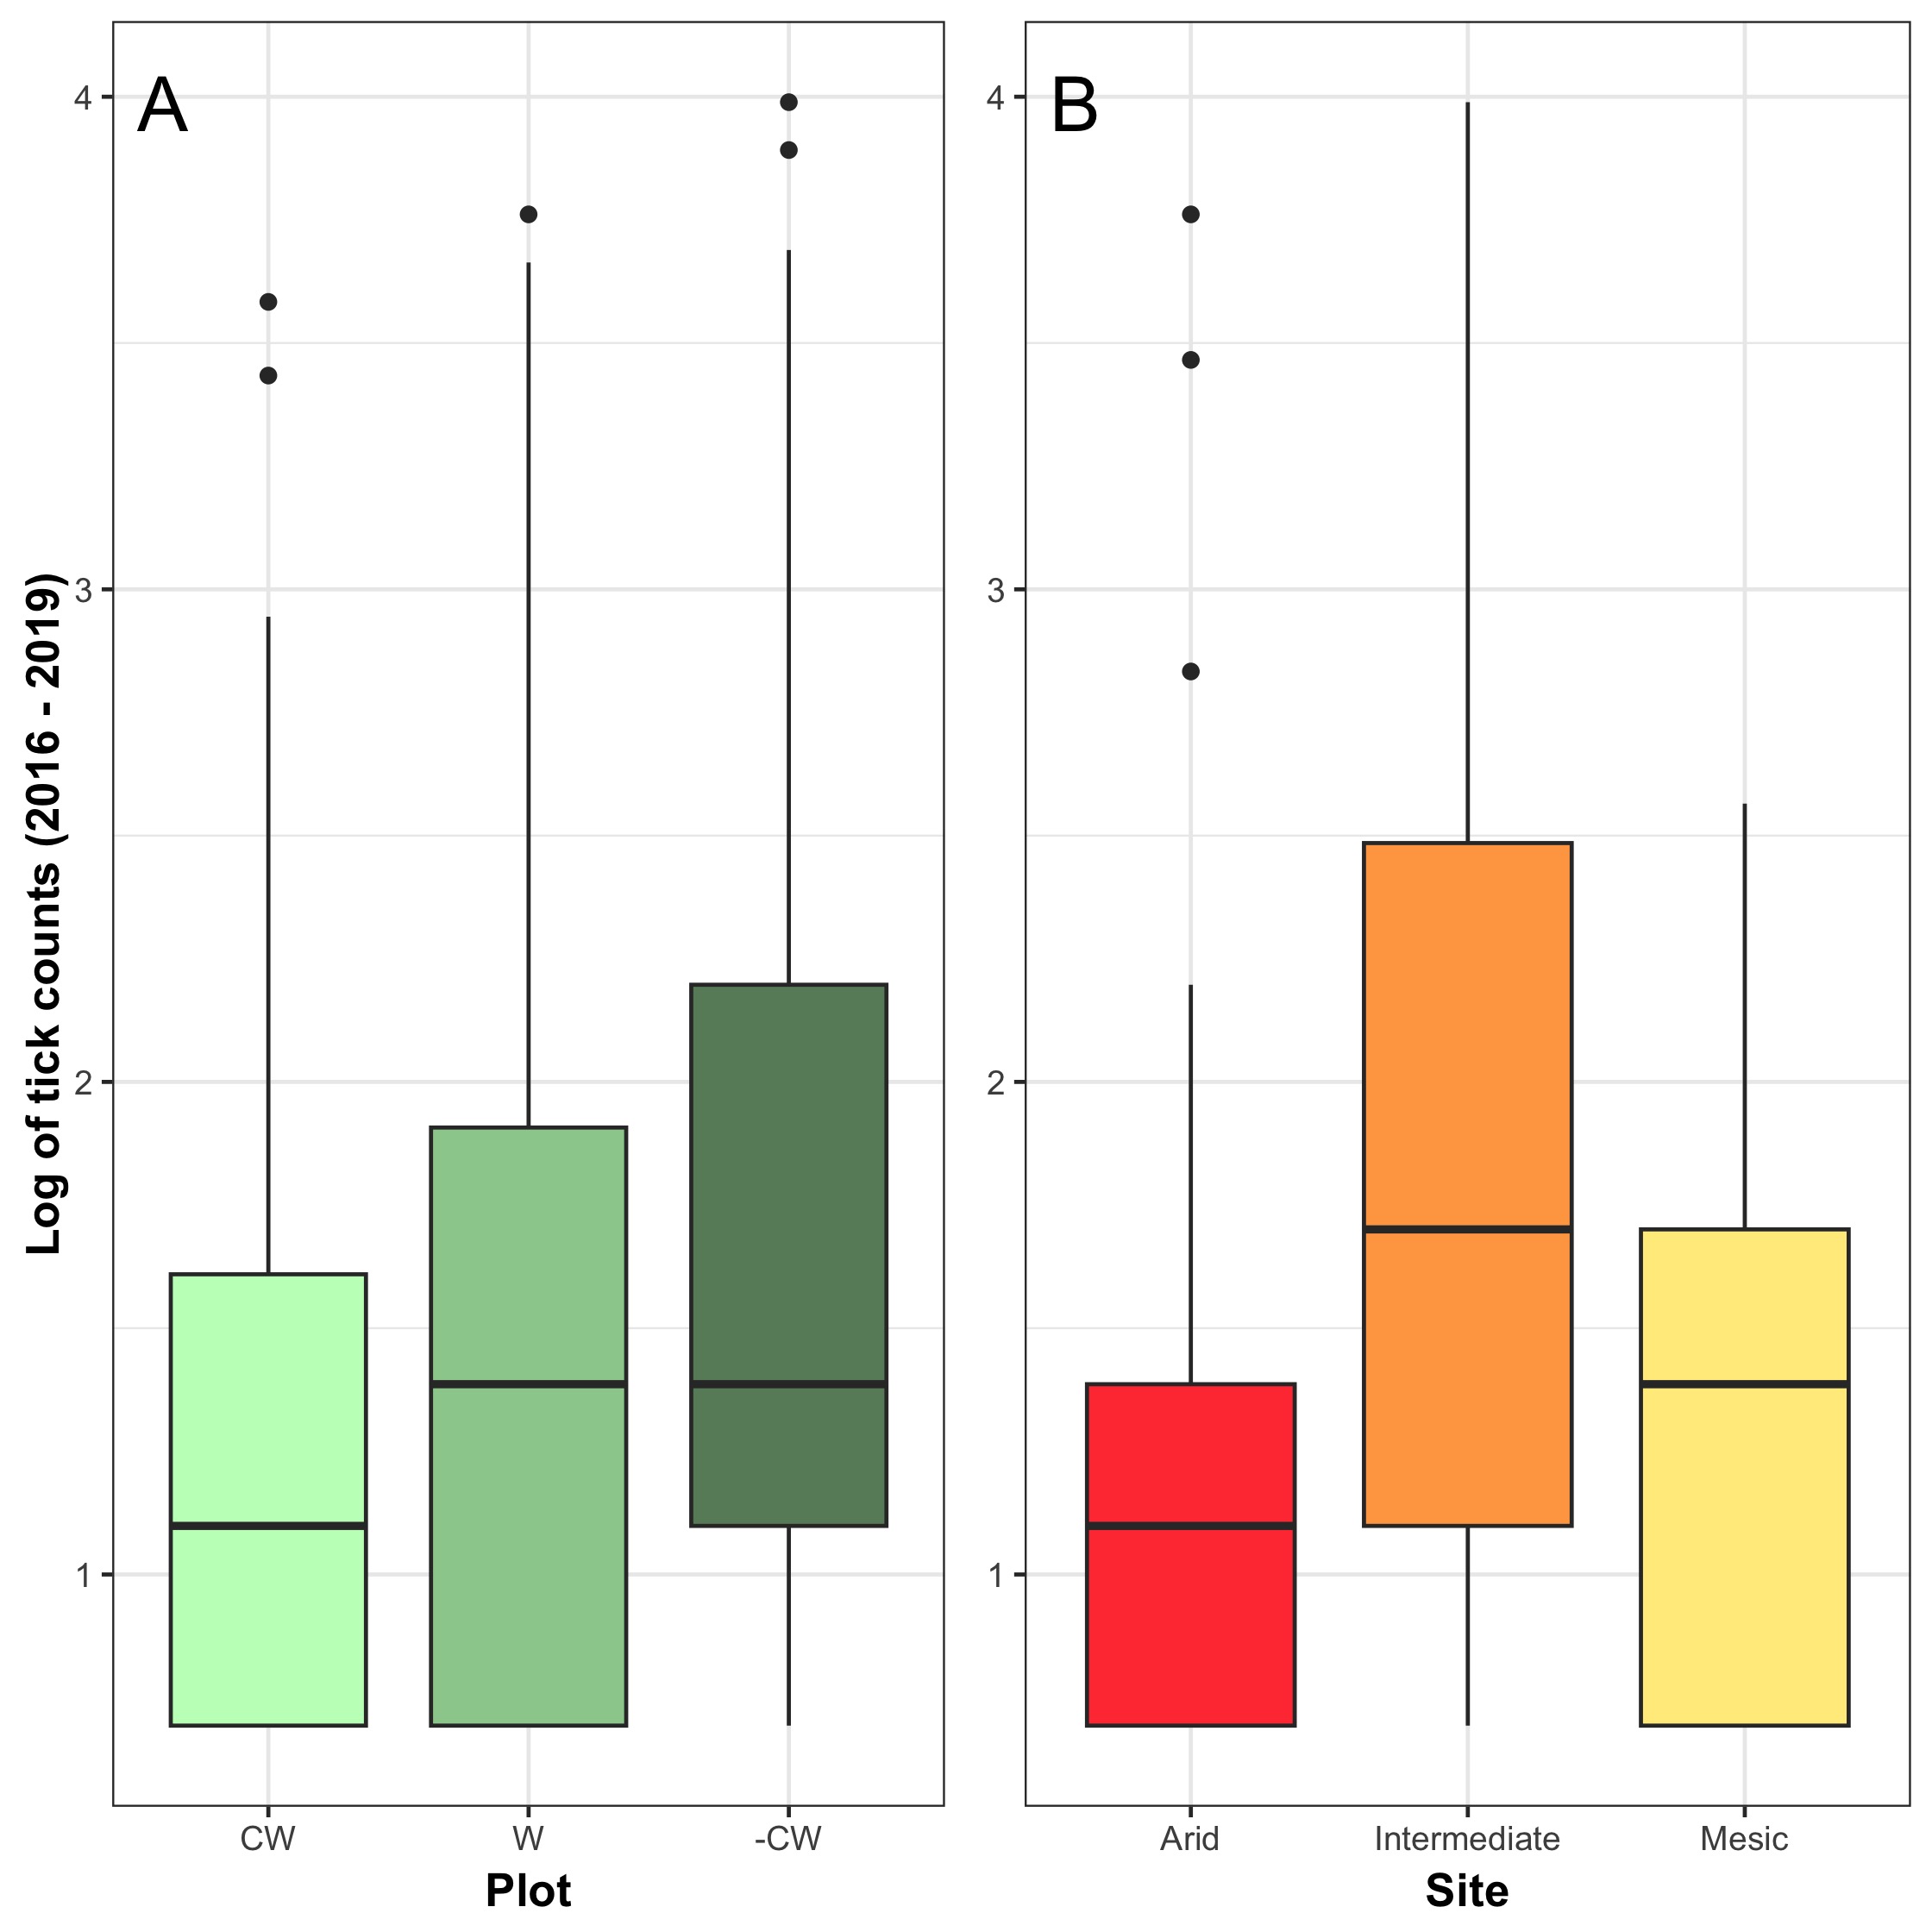 A
B
Log of tick counts (2016 - 2019)
4
3
2
1
4
3
2
1
CW W -CW
Arid Intermediate Mesic
Plot
Site